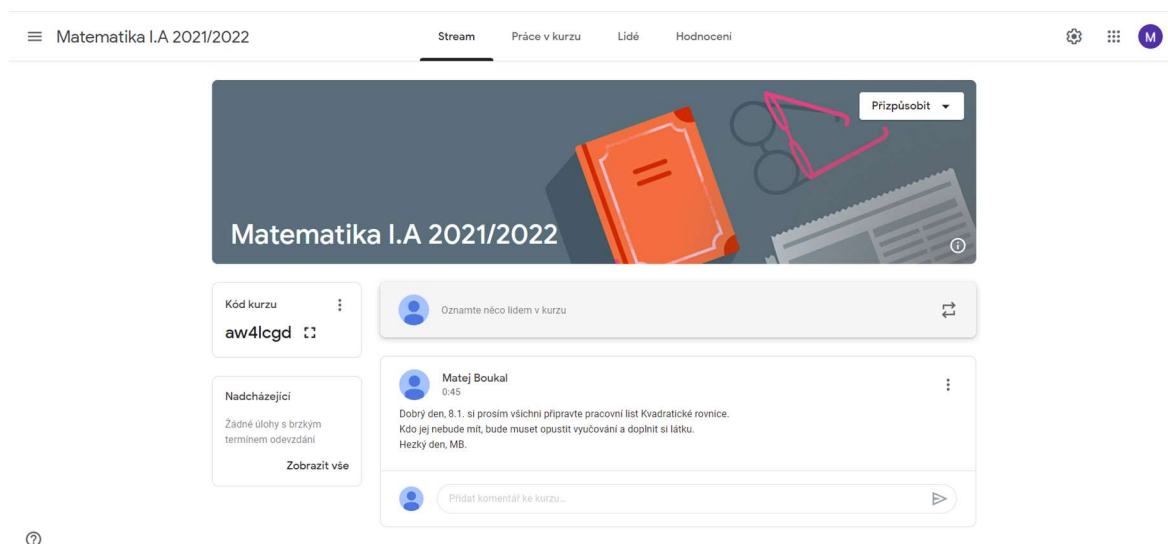 Matematika I.A 2021/2022
Stream Práce v kurzu Lidé Hodnocení
M
Přizpůsobit
Matematika I.A 2021/2022
Kód kurzu
aw4lcgd
Nadcházející
Žádné úlohy s brzkým
termínem odevzdání
Zobrazit vše
Oznamte něco lidem v kurzu
Matej Boukal
0:45
Dobrý den, 8.1. si prosím všichni připravte pracovní list Kvadratické rovnice.
Kdo jej nebude mít, bude muset opustit vyučování a doplnit si látku.
Hezký den, MB.
Přidat komentář ke kurzu...